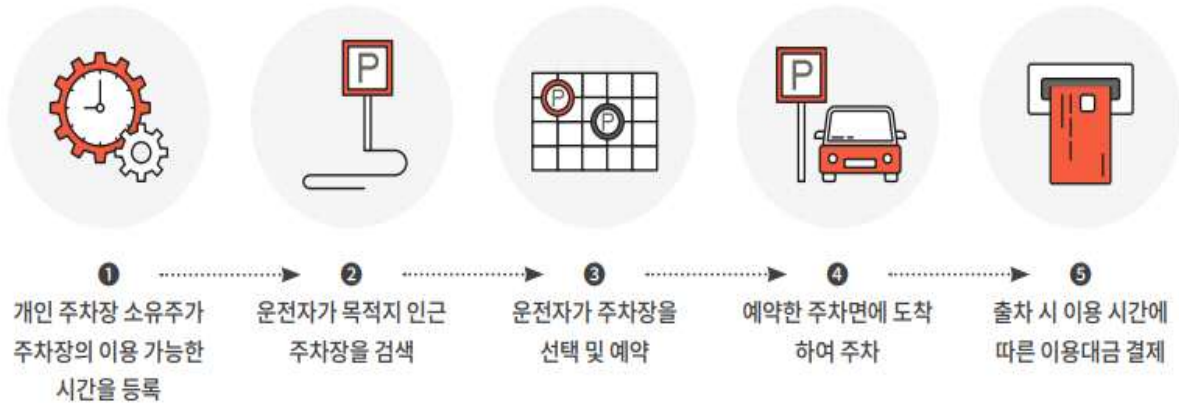 P
P
P
P
❶
개인 주차장 소유주가
주차장의 이용 가능한
시간을 등록
❷
운전자가 목적지 인근
주차장을 검색
❸
운전자가 주차장을
선택 및 예약
❹
예약한 주차면에 도착
하여 주차
❺
출차 시 이용 시간에
따른 이용대금 결제